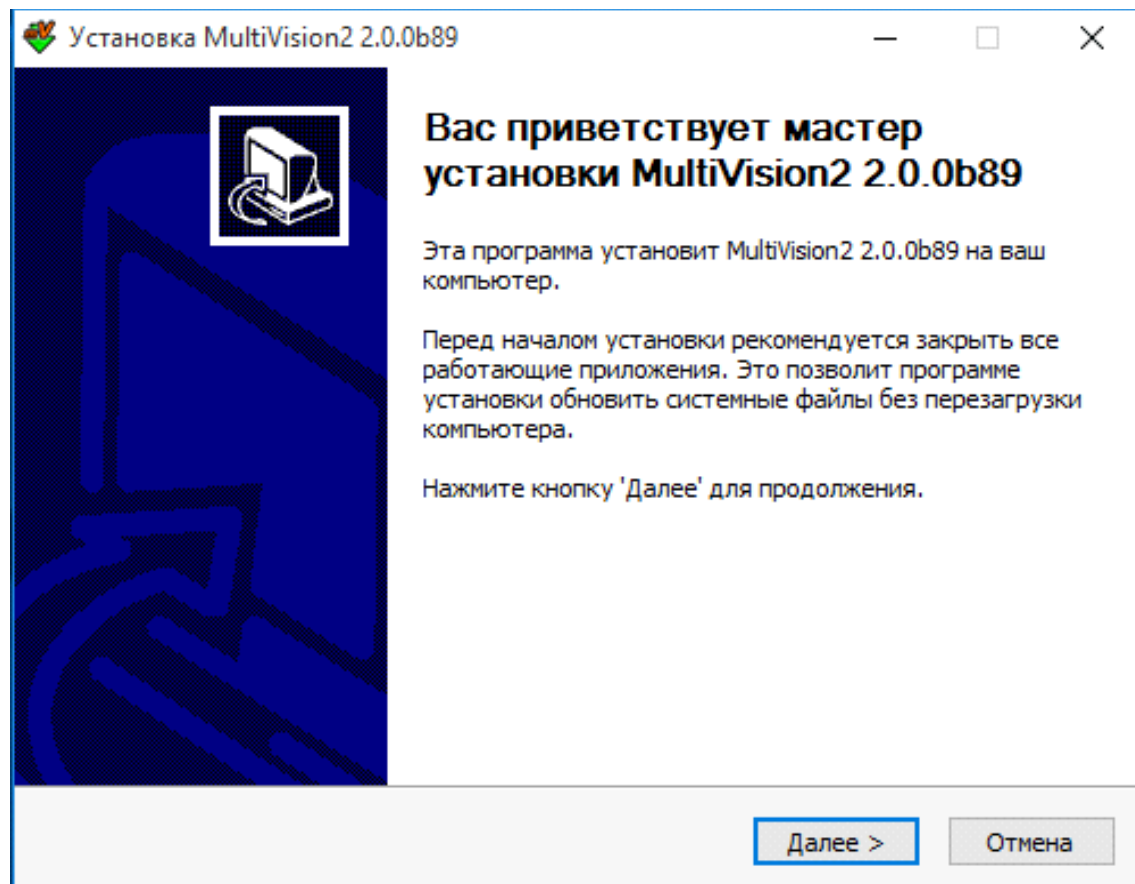 Установка MultiVision2 2.0.0b89
Вас приветствует мастер
установки MultiVision2 2.0.0b89
Эта программа установит MultiVision2 2.0.0b89 на ваш
компьютер.
Перед началом установки рекомендуется закрыть все
работающие приложения. Это позволит программе
установки обновить системные файлы без перезагрузки
компьютера.
Нажмите кнопку 'Далее' для продолжения.
Далее >
Отмена